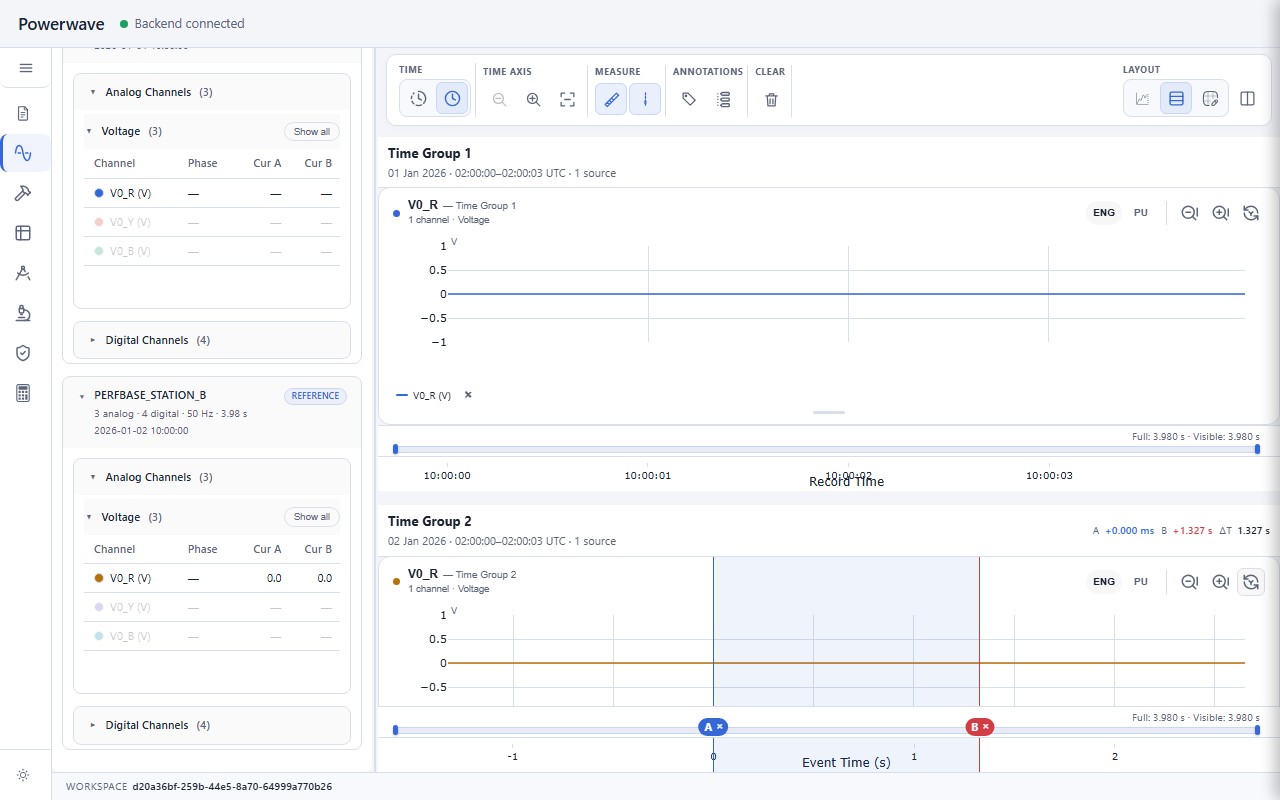 Powerwave
Backend connected
Analog Channels (3)
Voltage (3) Show all
Channel Phase Cur A Cur B
V0_R (V) — — —
V0_Y (V) — — —
V0_B (V) — — —
Digital Channels (4)
PERFBASE_STATION_B REFERENCE
3 analog · 4 digital · 50 Hz · 3.98 s
2026-01-02 10:00:00
Analog Channels (3)
Voltage (3) Show all
Channel Phase Cur A Cur B
V0_R (V) — 0.0 0.0
V0_Y (V) — — —
V0_B (V) — — —
Digital Channels (4)
TIME TIME AXIS MEASURE ANNOTATIONS CLEAR LAYOUT
Time Group 1
01 Jan 2026 · 02:00:00–02:00:03 UTC · 1 source
V0_R — Time Group 1
1 channel · Voltage
ENG PU
V
1
0.5
0
−0.5
−1
V0_R (V) ×
Full: 3.980 s · Visible: 3.980 s
10:00:00 10:00:01 10:00:02 10:00:03
Record Time
Time Group 2
02 Jan 2026 · 02:00:00–02:00:03 UTC · 1 source
A +0.000 ms B +1.327 s ΔT 1.327 s
V0_R — Time Group 2
1 channel · Voltage
ENG PU
V
1
0.5
0
−0.5
A × B ×
Full: 3.980 s · Visible: 3.980 s
-1 0 1 2
Event Time (s)
WORKSPACE d20a36bf-259b-44e5-8a70-64999a770b26